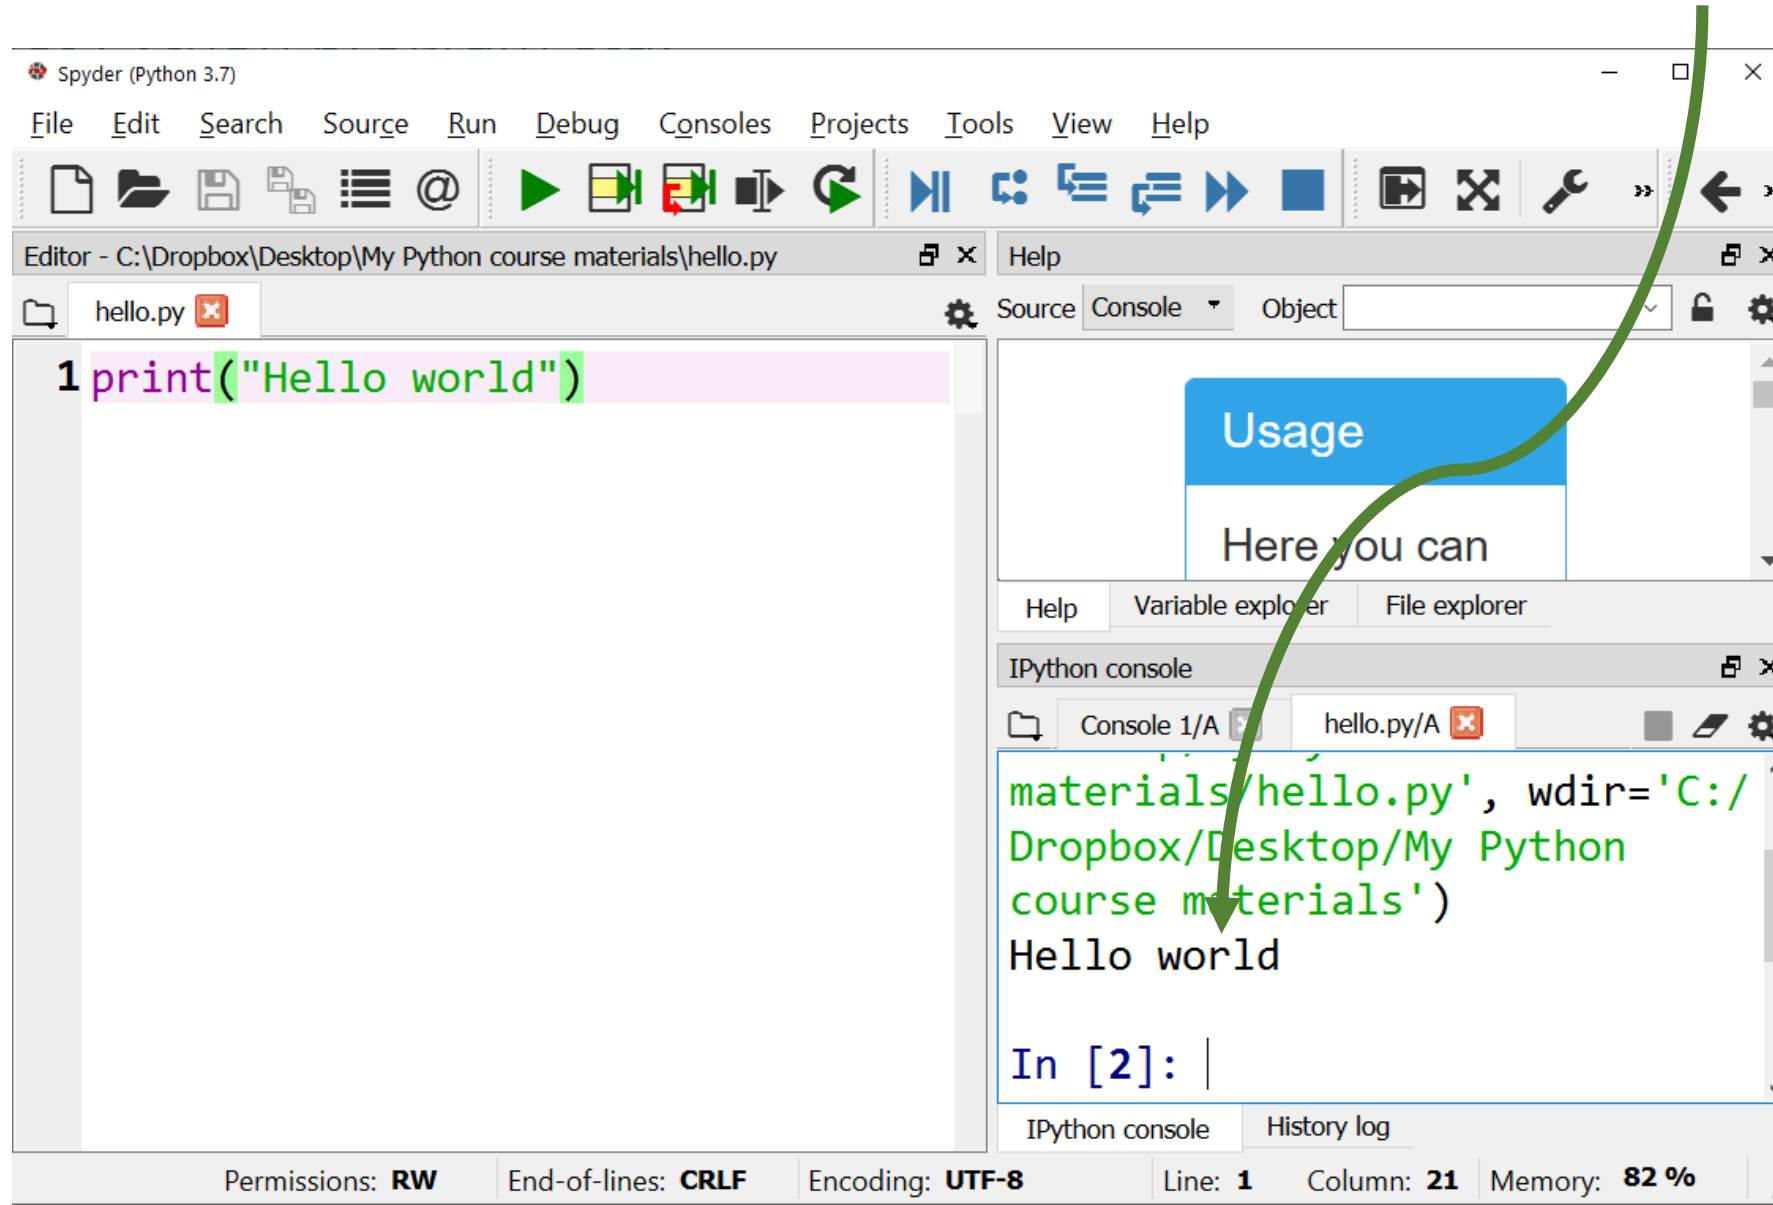 Spyder (Python 3.7)
File Edit Search Source Run Debug Consoles Projects Tools View Help
@
Editor - C:\Dropbox\Desktop\My Python course materials\hello.py
hello.py
1 print("Hello world")
Help
Source Console Object
Usage
Here you can
Help Variable explorer File explorer
IPython console
Console 1/A hello.py/A
materials/hello.py', wdir='C:/
Dropbox/Desktop/My Python
course materials')
Hello world
In [2]:
IPython console History log
Permissions: RW End-of-lines: CRLF Encoding: UTF-8 Line: 1 Column: 21 Memory: 82 %